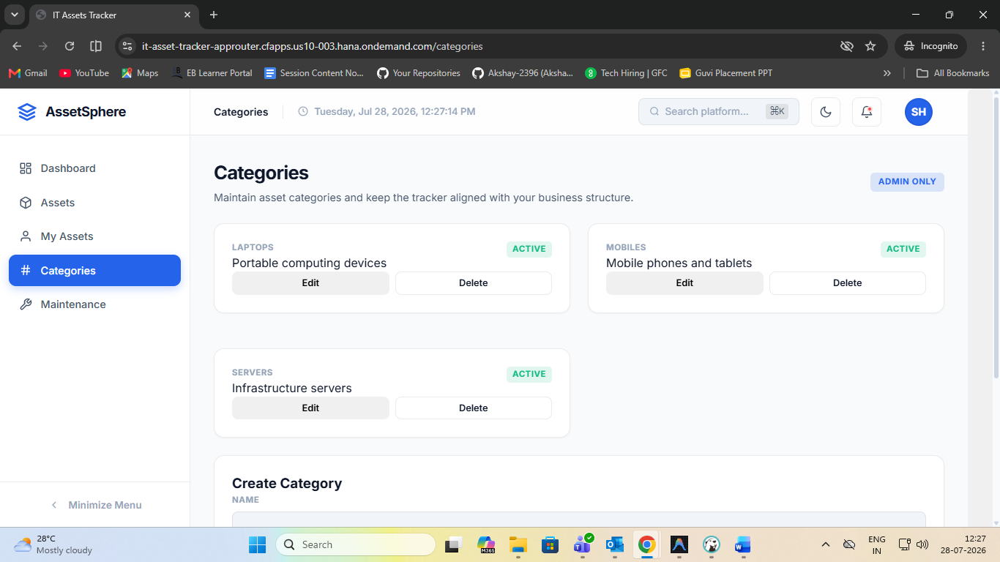 IT Assets Tracker
it-asset-tracker-approuter.cfapps.us10-003.hana.ondemand.com/categories
Incognito
Gmail
YouTube
Maps
EB Learner Portal
Session Content No...
Your Repositories
Akshay-2396 (Aksha...
Tech Hiring | GFC
Guvi Placement PPT
All Bookmarks
AssetSphere
Categories
Tuesday, Jul 28, 2026, 12:27:14 PM
Search platform...
⌘K
SH
Dashboard
Assets
My Assets
Categories
Maintenance
Minimize Menu
Categories
Maintain asset categories and keep the tracker aligned with your business structure.
ADMIN ONLY
LAPTOPS
ACTIVE
Portable computing devices
Edit
Delete
MOBILES
ACTIVE
Mobile phones and tablets
Edit
Delete
SERVERS
ACTIVE
Infrastructure servers
Edit
Delete
Create Category
NAME
28°C
Mostly cloudy
Search
M365
ENG
IN
12:27
28-07-2026